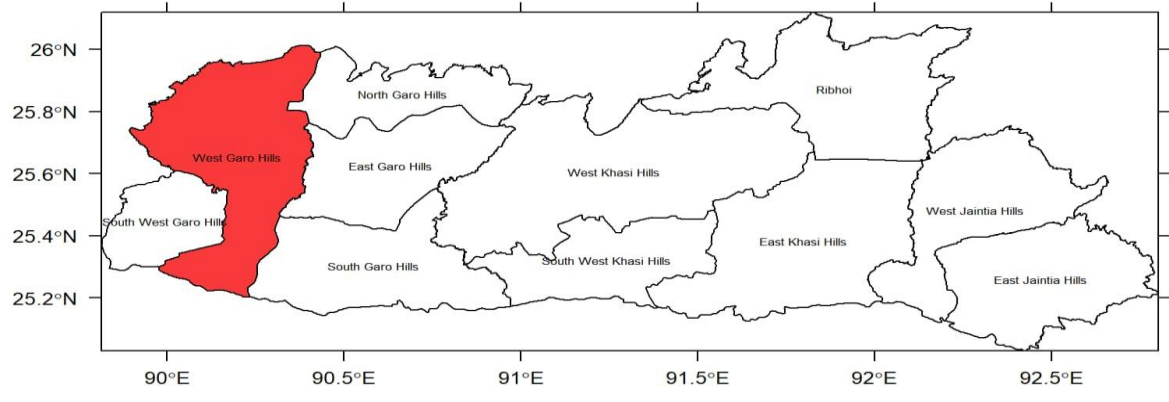 26°N
25.8°N
25.6°N
25.4°N
25.2°N
North Garo Hills
Ribhoi
West Garo Hills
East Garo Hills
West Khasi Hills
South West Garo Hills
West Jaintia Hills
East Khasi Hills
South Garo Hills
South West Khasi Hills
East Jaintia Hills
90°E
90.5°E
91°E
91.5°E
92°E
92.5°E